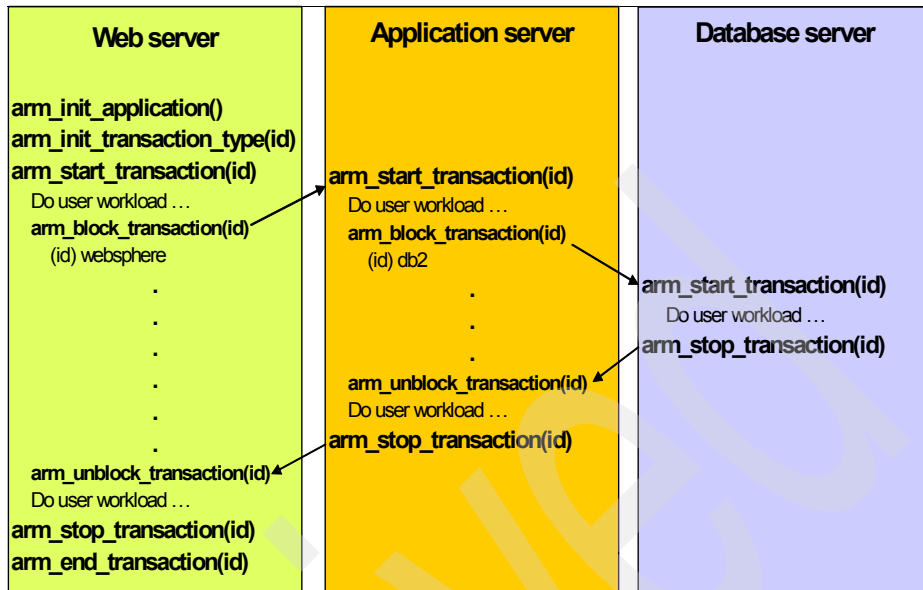 Web server
arm_init_application()
arm_init_transaction_type(id)
arm_start_transaction(id)
Do user workload …
arm_block_transaction(id)
(id) websphere
.
.
.
.
.
.
arm_unblock_transaction(id)
Do user workload …
arm_stop_transaction(id)
arm_end_transaction(id)
Application server
arm_start_transaction(id)
Do user workload …
arm_block_transaction(id)
(id) db2
.
.
.
arm_unblock_transaction(id)
Do user workload …
arm_stop_transaction(id)
Database server
arm_start_transaction(id)
Do user workload …
arm_stop_transaction(id)